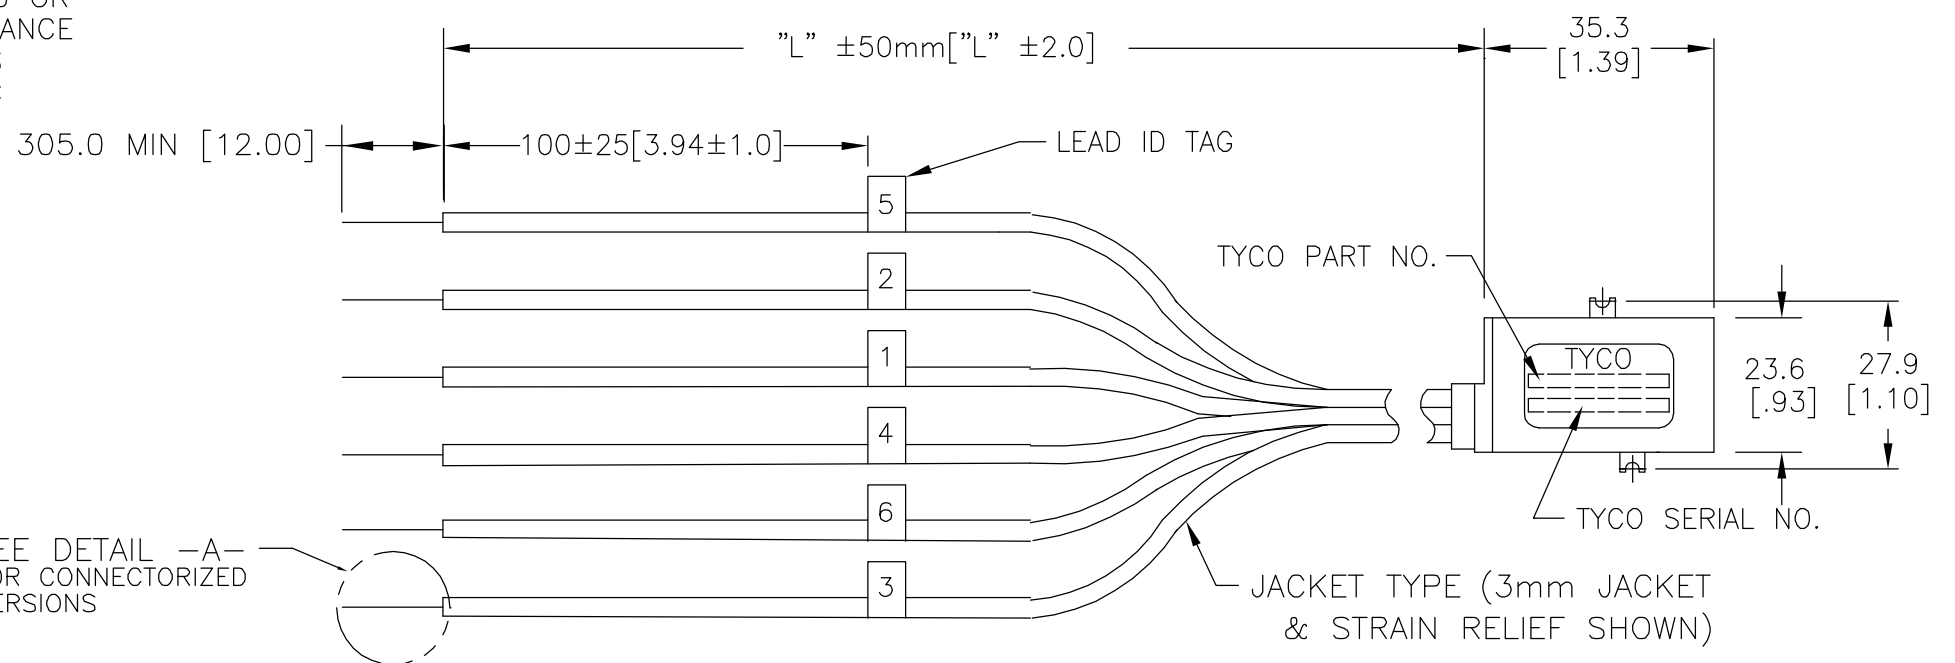 OR
"L" ±50mm["L" ±2.0]
35.3
[1.39]
305.0 MIN [12.00]
100±25[3.94±1.0]
LEAD ID TAG
5
2
1
4
6
3
TYCO PART NO.
TYCO
23.6
[.93]
27.9
[1.10]
TYCO SERIAL NO.
DETAIL -A-
CONNECTORIZED
JACKET TYPE (3mm JACKET
& STRAIN RELIEF SHOWN)